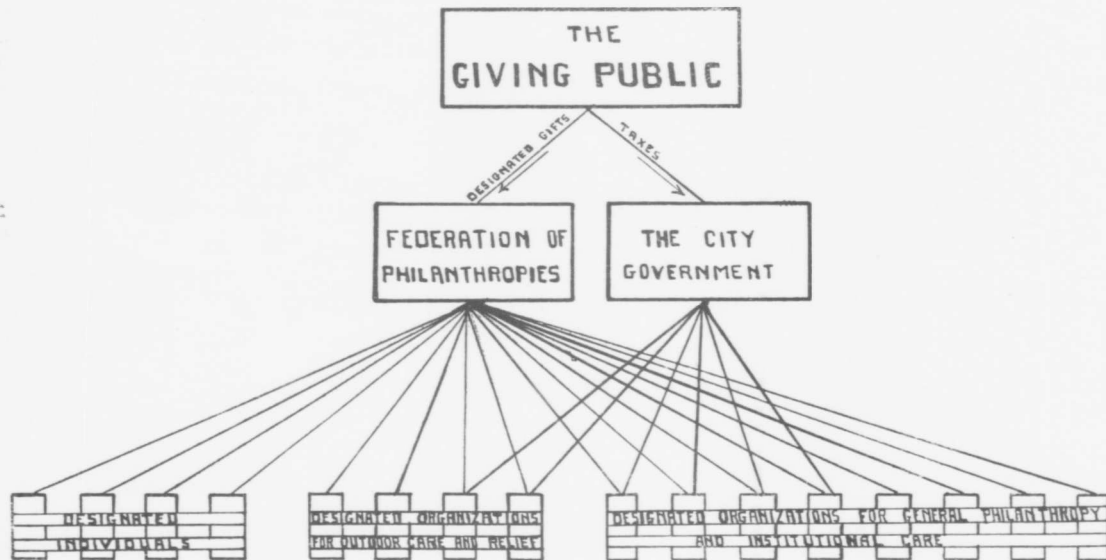 THE
GIVING PUBLIC
DESIGNATED GIFTS
TAXES
FEDERATION OF
PHILANTHROPIES
THE CITY
GOVERNMENT
DESIGNATED
INDIVIDUALS
DESIGNATED ORGANIZATIONS
FOR OUTDOOR CARE AND RELIEF
DESIGNATED ORGANIZATIONS FOR GENERAL PHILANTHROPY
AND INSTITUTIONAL CARE